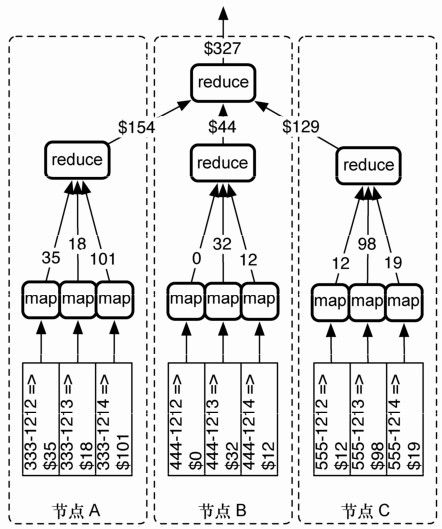 $327
reduce
$154
$44
$129
reduce
reduce
reduce
35
18
101
0
32
12
12
98
19
map
map
map
map
map
map
map
map
map
333-1212 =>
$35
333-1213 =>
$18
333-1214 =>
$101
444-1212 =>
$0
444-1213 =>
$32
444-1214 =>
$12
555-1212 =>
$12
555-1213 =>
$98
555-1214 =>
$19
节点 A
节点 B
节点 C